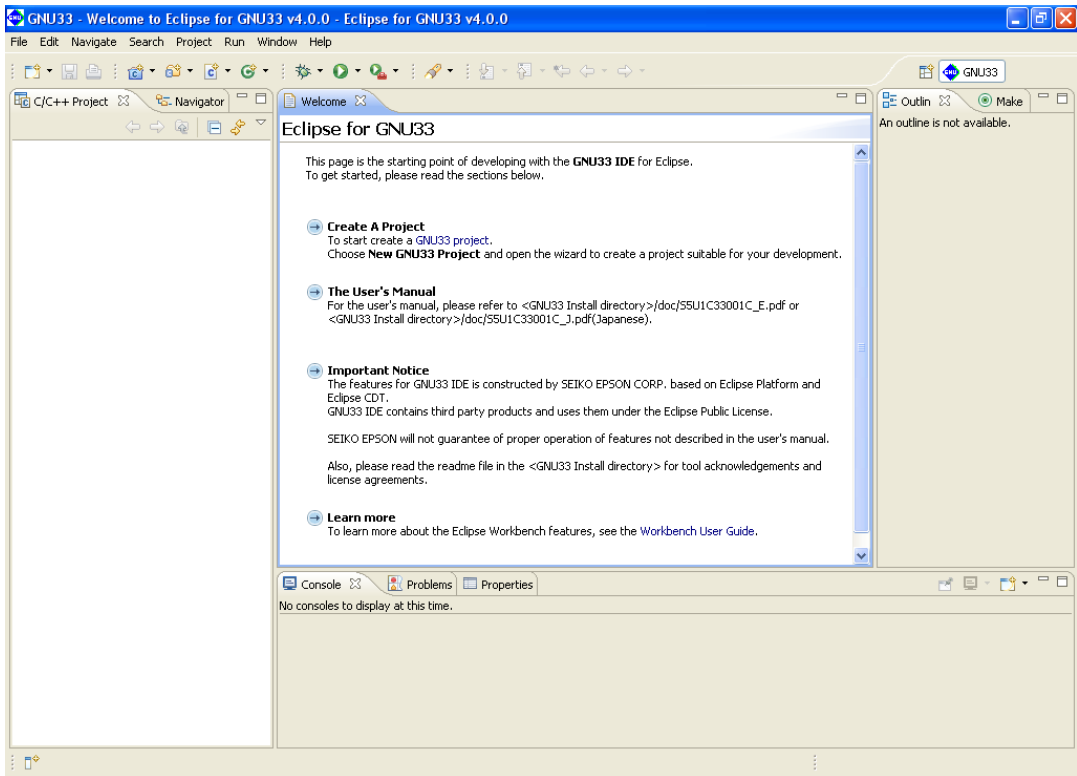 GNU33 - Welcome to Eclipse for GNU33 v4.0.0 - Eclipse for GNU33 v4.0.0
File Edit Navigate Search Project Run Window Help
GNU33
C/C++ Project
Navigator
Welcome
Outlin
Make
Eclipse for GNU33
An outline is not available.
This page is the starting point of developing with the GNU33 IDE for Eclipse.
To get started, please read the sections below.
Create A Project
To start create a GNU33 project.
Choose New GNU33 Project and open the wizard to create a project suitable for your development.
The User's Manual
For the user's manual, please refer to <GNU33 Install directory>/doc/S5U1C33001C_E.pdf or
<GNU33 Install directory>/doc/S5U1C33001C_J.pdf(Japanese).
Important Notice
The features for GNU33 IDE is constructed by SEIKO EPSON CORP. based on Eclipse Platform and
Eclipse CDT.
GNU33 IDE contains third party products and uses them under the Eclipse Public License.
SEIKO EPSON will not guarantee of proper operation of features not described in the user's manual.
Also, please read the readme file in the <GNU33 Install directory> for tool acknowledgements and
license agreements.
Learn more
To learn more about the Eclipse Workbench features, see the Workbench User Guide.
Console
Problems
Properties
No consoles to display at this time.